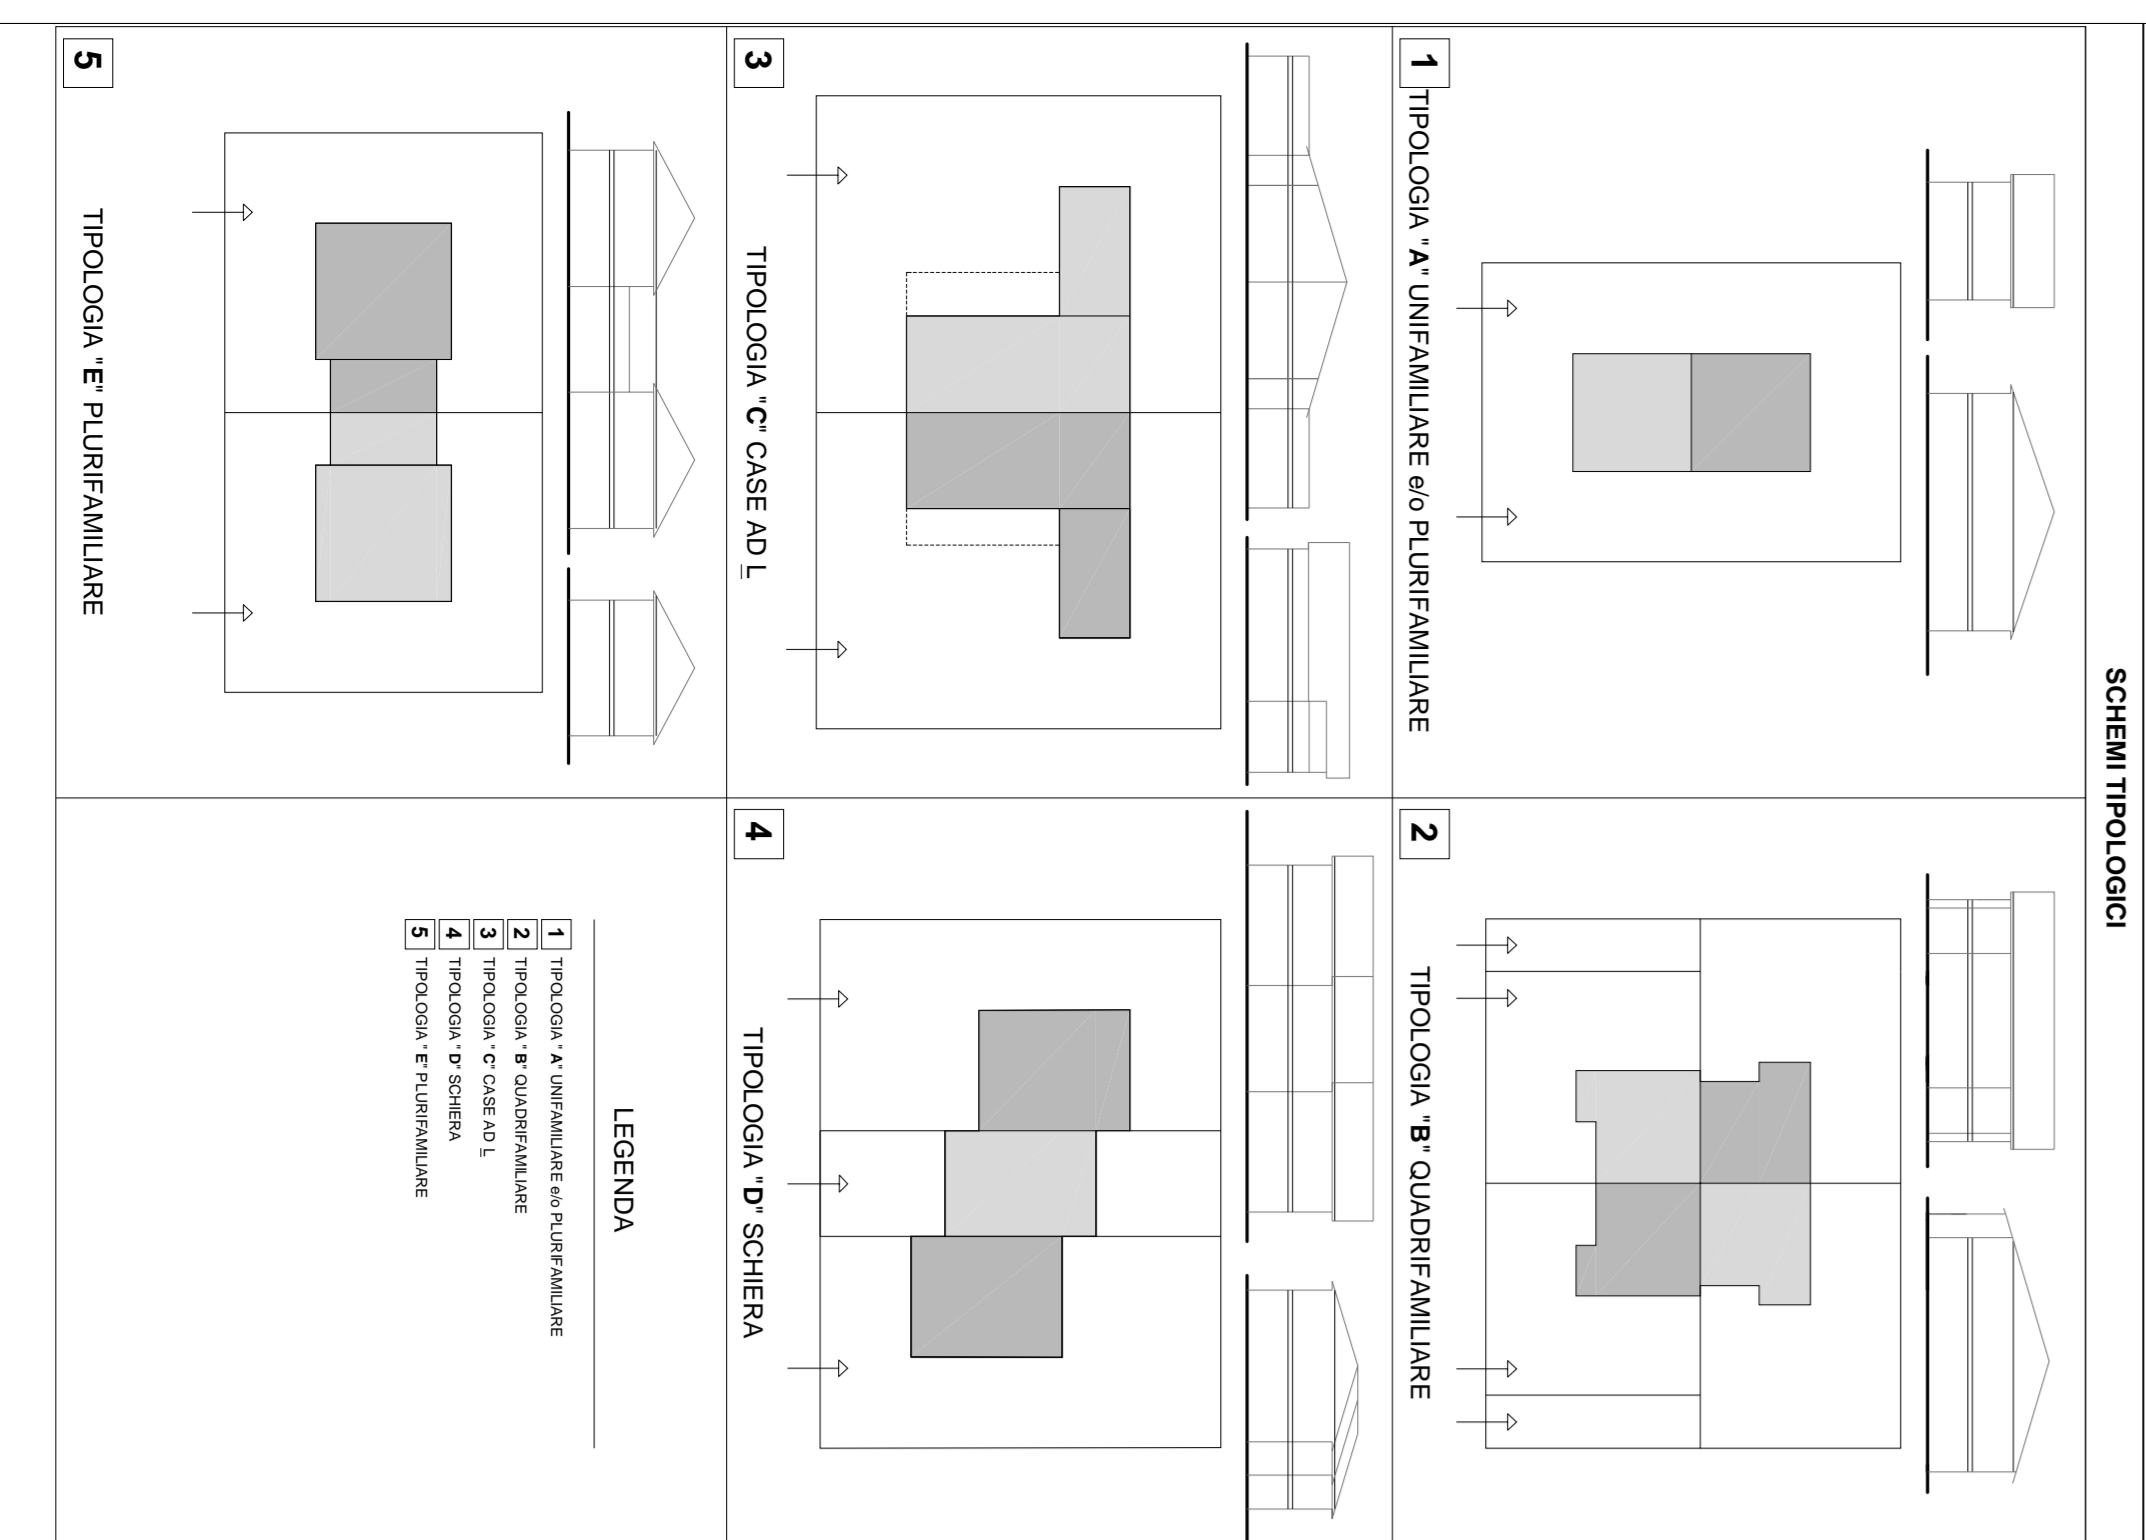 SCHEMI TIPOLOGICI
1
TIPOLOGIA "A" UNIFAMILIARE e/o PLURIFAMILIARE
2
TIPOLOGIA "B" QUADRIFAMILIARE
3
TIPOLOGIA "C" CASE AD L
4
TIPOLOGIA "D" SCHIERA
5
TIPOLOGIA "E" PLURIFAMILIARE
LEGENDA
1 TIPOLOGIA "A" UNIFAMILIARE e/o PLURIFAMILIARE
2 TIPOLOGIA "B" QUADRIFAMILIARE
3 TIPOLOGIA "C" CASE AD L
4 TIPOLOGIA "D" SCHIERA
5 TIPOLOGIA "E" PLURIFAMILIARE